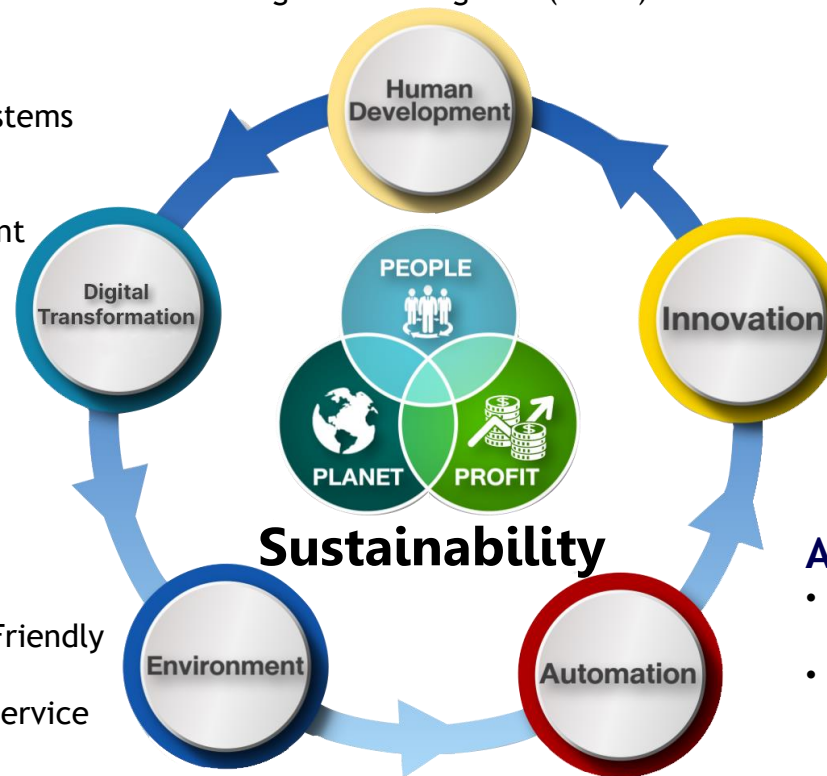 Human
Development
stems
nt
Digital
Transformation
PEOPLE
Innovation
PLANET
PROFIT
Sustainability
A
•
•
Friendly
Environment
Automation
ervice